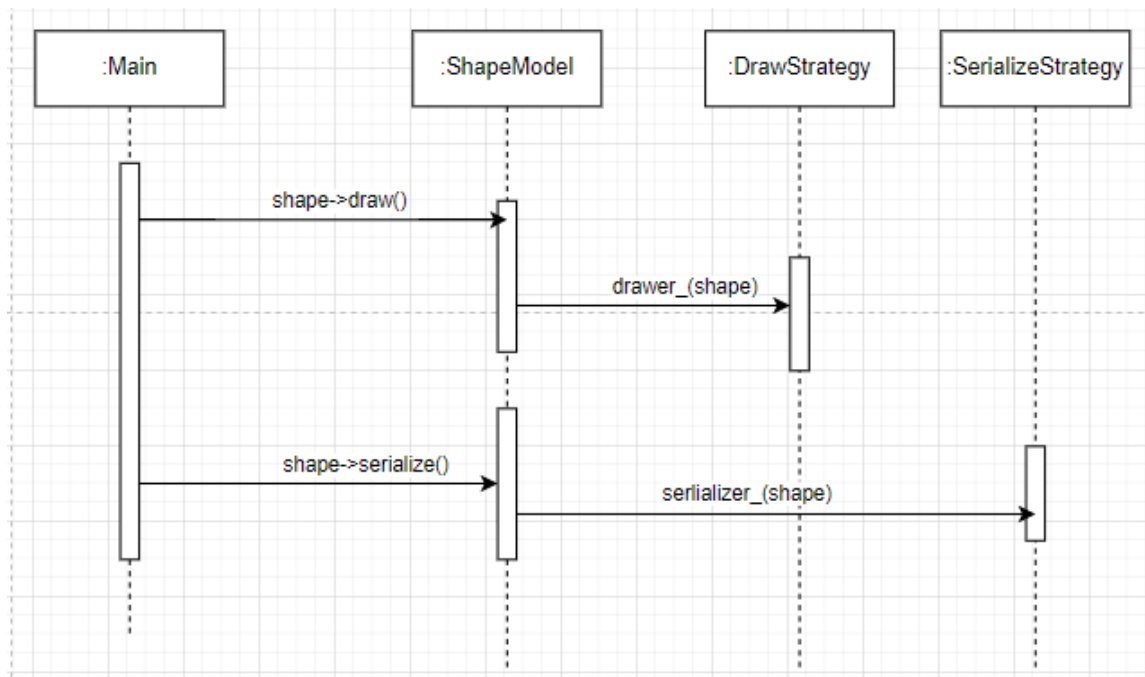 :Main
:ShapeModel
:DrawStrategy
:SerializeStrategy
shape->draw()
drawer_(shape)
shape->serialize()
serlializer_(shape)